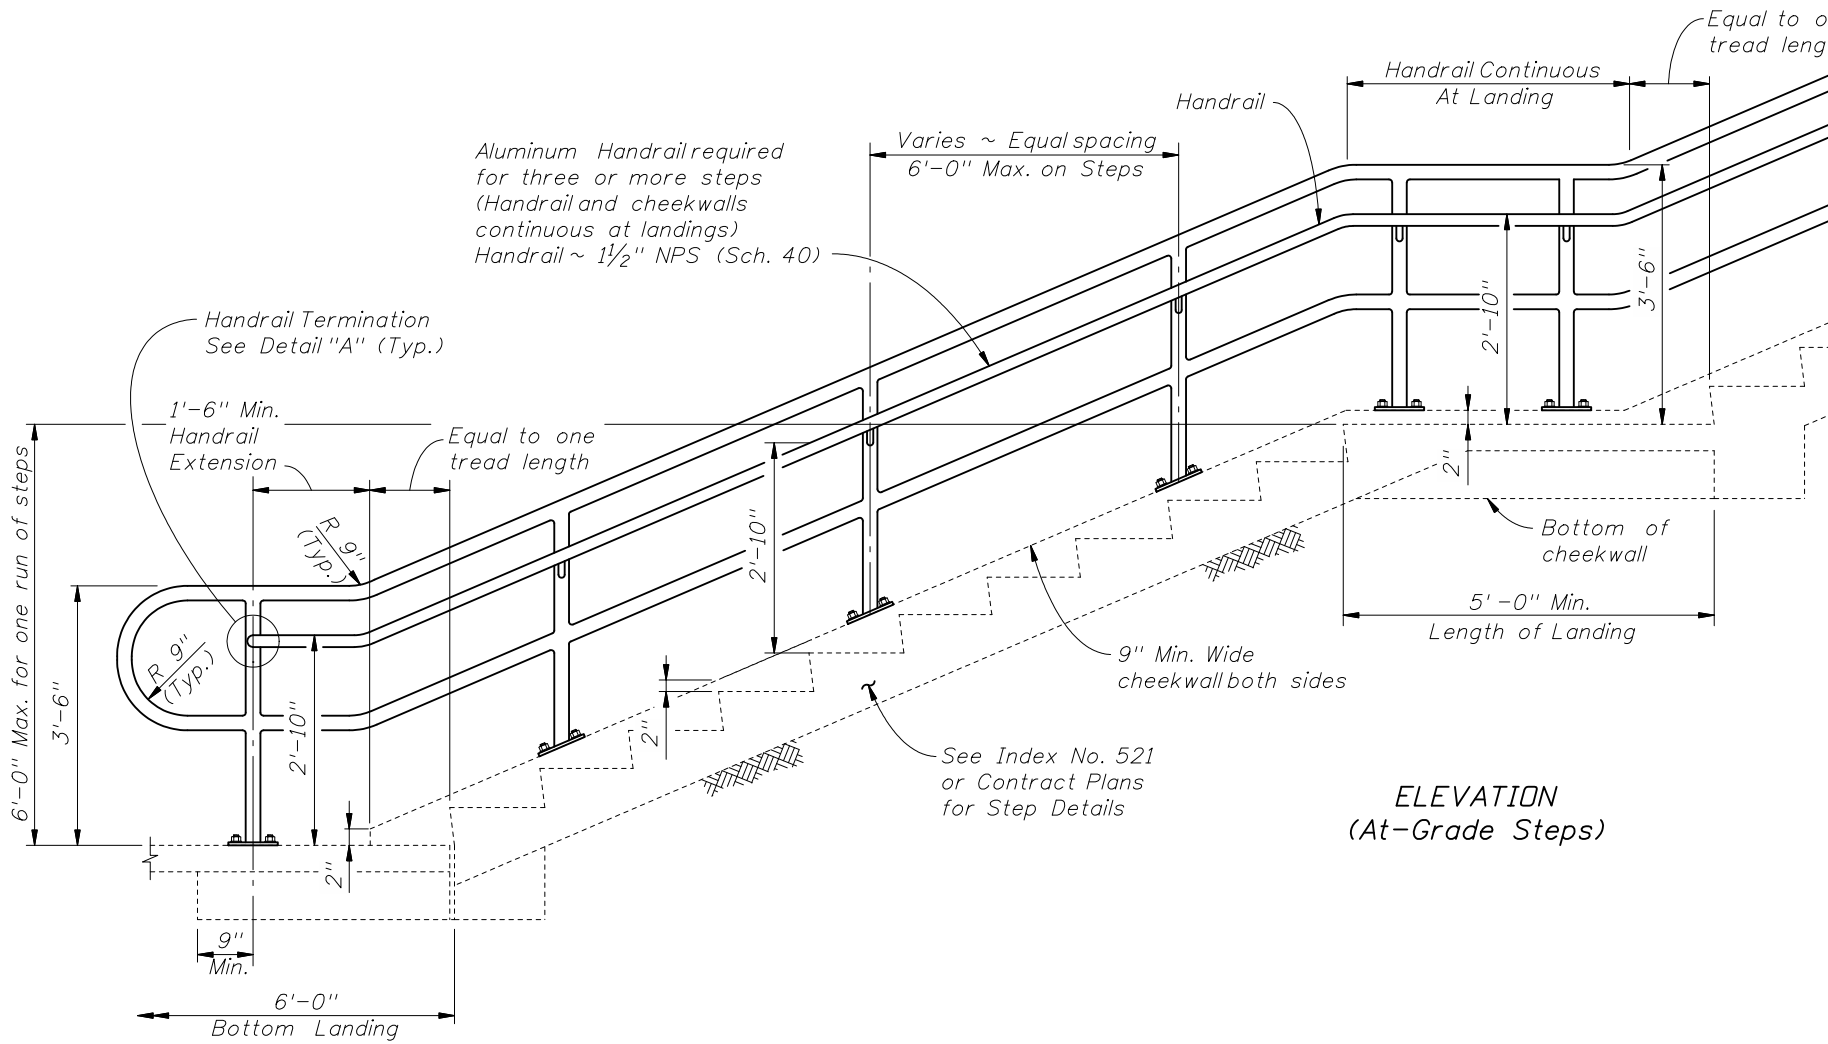 Equal to o
tread leng
Handrail Continuous
At Landing
Handrail
Varies ~ Equal spacing
6'-0" Max. on Steps
Aluminum Handrail required
for three or more steps
(Handrail and cheekwalls
continuous at landings)
Handrail ~ 1½" NPS (Sch. 40)
Handrail Termination
See Detail "A" (Typ.)
1'-6" Min.
Handrail
Extension
Equal to one
tread length
R 9"
(Typ.)
R 9"
(Typ.)
6'-0" Max. for one run of steps
3'-6"
2'-10"
2"
2'-10"
2"
2'-10"
3'-6"
2"
Bottom of
cheekwall
5'-0" Min.
Length of Landing
9" Min. Wide
cheekwall both sides
See Index No. 521
or Contract Plans
for Step Details
ELEVATION
(At-Grade Steps)
9"
Min.
6'-0"
Bottom Landing